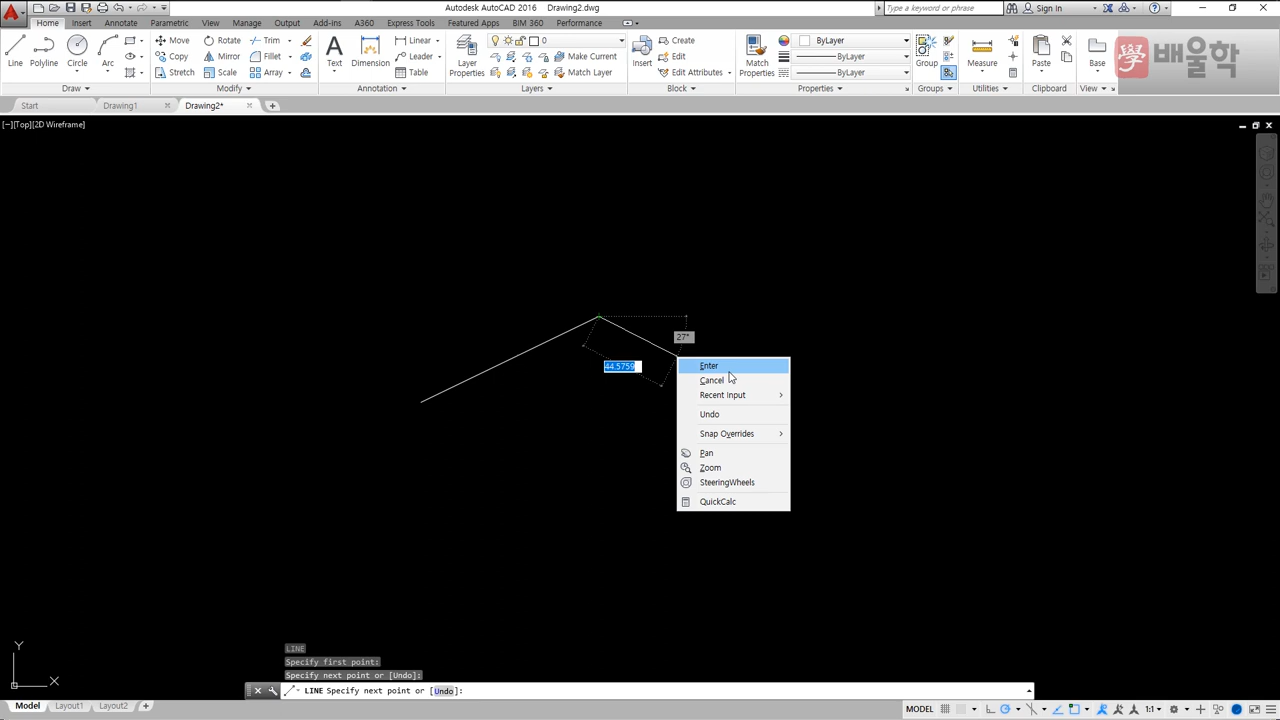 Autodesk AutoCAD 2016 Drawing2.dwg
Type a keyword or phrase
Sign In
Home Insert Annotate Parametric View Manage Output Add-ins A360 Express Tools Featured Apps BIM 360 Performance
Line Polyline Circle Arc
Move Rotate Trim
Copy Mirror Fillet
Stretch Scale Array
Text Dimension
Linear
Leader
Table
Layer Properties
0
Make Current
Match Layer
Insert
Create
Edit
Edit Attributes
Match Properties
ByLayer
ByLayer
ByLayer
Group
Measure
Paste
Base
學 배울학
Draw Modify Annotation Layers Block Properties Groups Utilities Clipboard View
Start Drawing1 Drawing2*
[−][Top][2D Wireframe]
27°
44.5759
Enter
Cancel
Recent Input
Undo
Snap Overrides
Pan
Zoom
SteeringWheels
QuickCalc
Y
X
LINE
Specify first point:
Specify next point or [Undo]:
LINE Specify next point or [Undo]:
Model Layout1 Layout2
MODEL
1:1